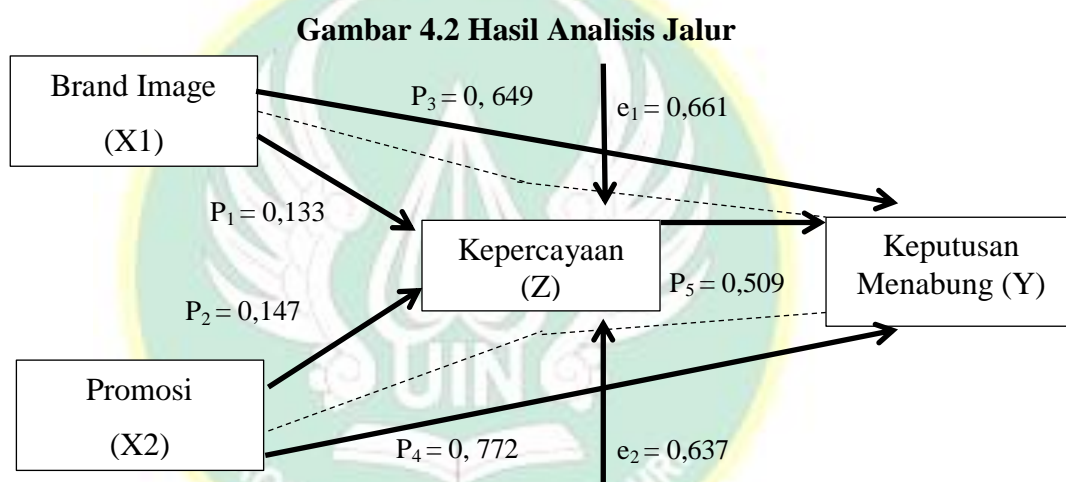 Gambar 4.2 Hasil Analisis Jalur
Brand Image
(X1)
P₃ = 0, 649
e₁ = 0,661
P₁ = 0,133
Kepercayaan
(Z)
Keputusan
Menabung (Y)
P₅ = 0,509
P₂ = 0,147
UIN
Promosi
(X2)
P₄ = 0, 772
e₂ = 0,637